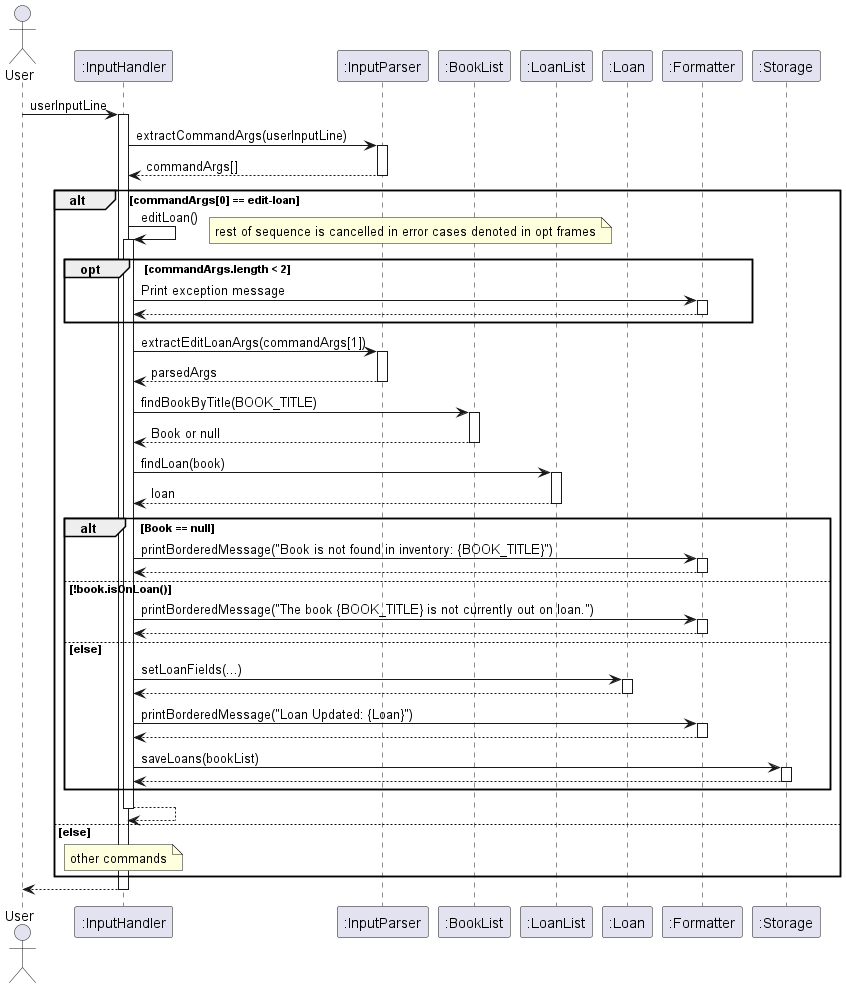 User
:InputHandler
:InputParser
:BookList
:LoanList
:Loan
:Formatter
:Storage
userInputLine
extractCommandArgs(userInputLine)
commandArgs[]
alt
[commandArgs[0] == edit-loan]
editLoan()
rest of sequence is cancelled in error cases denoted in opt frames
opt
[commandArgs.length < 2]
Print exception message
extractEditLoanArgs(commandArgs[1])
parsedArgs
findBookByTitle(BOOK_TITLE)
Book or null
findLoan(book)
loan
alt
[Book == null]
printBorderedMessage("Book is not found in inventory: {BOOK_TITLE}")
[!book.isOnLoan()]
printBorderedMessage("The book {BOOK_TITLE} is not currently out on loan.")
[else]
setLoanFields(...)
printBorderedMessage("Loan Updated: {Loan}")
saveLoans(bookList)
[else]
other commands
User
:InputHandler
:InputParser
:BookList
:LoanList
:Loan
:Formatter
:Storage